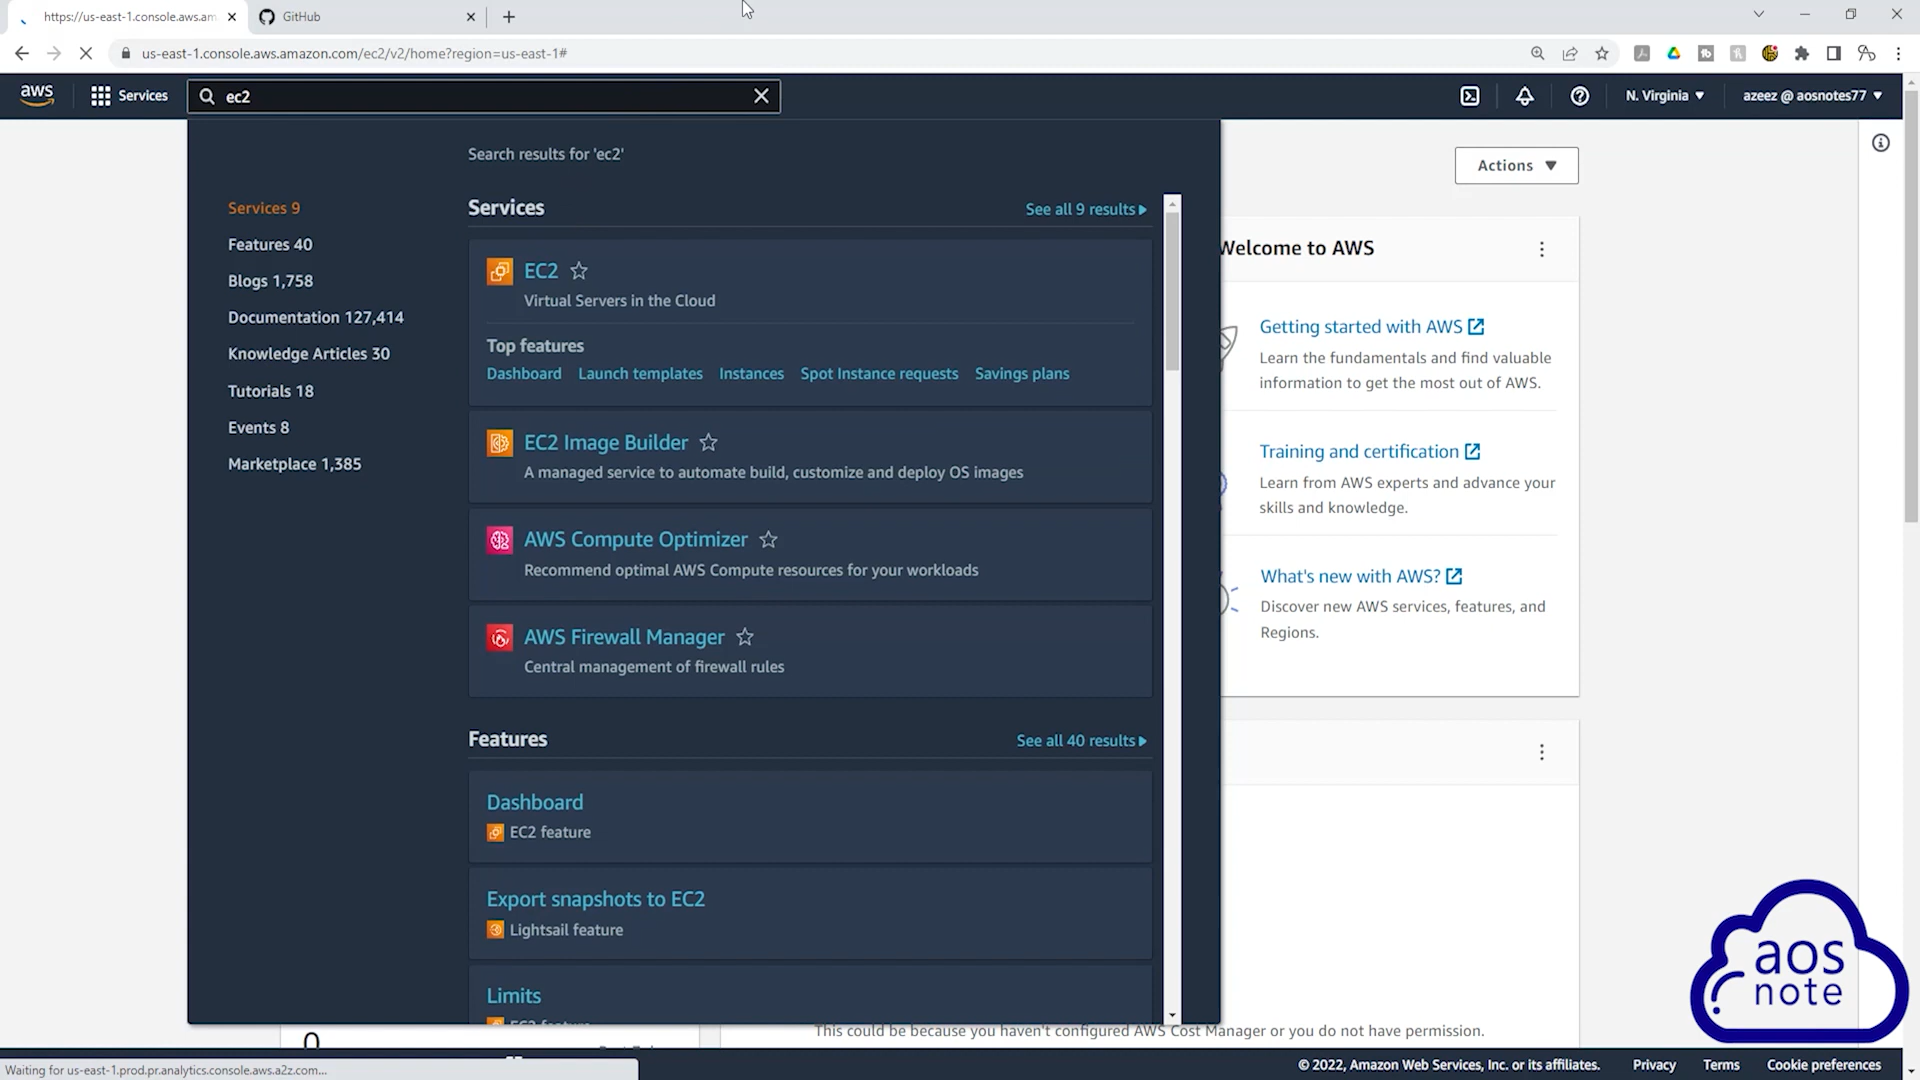 https://us-east-1.console.aws.am
GitHub
us-east-1.console.aws.amazon.com/ec2/v2/home?region=us-east-1#
aws
Services
ec2
N. Virginia
azeez @ aosnotes77
Search results for 'ec2'
Actions
Services 9
Features 40
Blogs 1,758
Documentation 127,414
Knowledge Articles 30
Tutorials 18
Events 8
Marketplace 1,385
Services
See all 9 results
EC2
Virtual Servers in the Cloud
Top features
Dashboard Launch templates Instances Spot Instance requests Savings plans
EC2 Image Builder
A managed service to automate build, customize and deploy OS images
AWS Compute Optimizer
Recommend optimal AWS Compute resources for your workloads
AWS Firewall Manager
Central management of firewall rules
Features
See all 40 results
Dashboard
EC2 feature
Export snapshots to EC2
Lightsail feature
Limits
EC2 feature
Welcome to AWS
Getting started with AWS
Learn the fundamentals and find valuable
information to get the most out of AWS.
Training and certification
Learn from AWS experts and advance your
skills and knowledge.
What's new with AWS?
Discover new AWS services, features, and
Regions.
0
This could be because you haven't configured AWS Cost Manager or you do not have permission.
aos
note
Waiting for us-east-1.prod.pr.analytics.console.aws.a2z.com...
© 2022, Amazon Web Services, Inc. or its affiliates.
Privacy
Terms
Cookie preferences